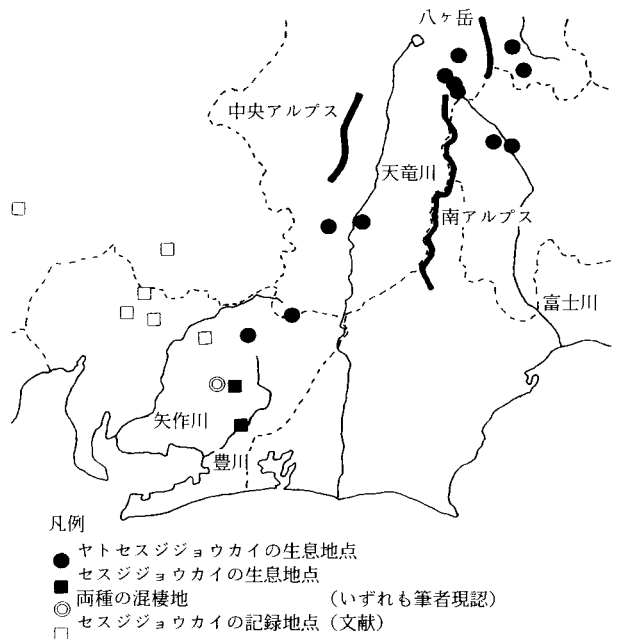 八ヶ岳
中央アルプス
天竜川
南アルプス
富士川
矢作川
豊川
凡例
ヤトセスジジョウカイの生息地点
セスジジョウカイの生息地点
両種の混棲地 (いずれも筆者現認)
セスジジョウカイの記録地点 (文献)